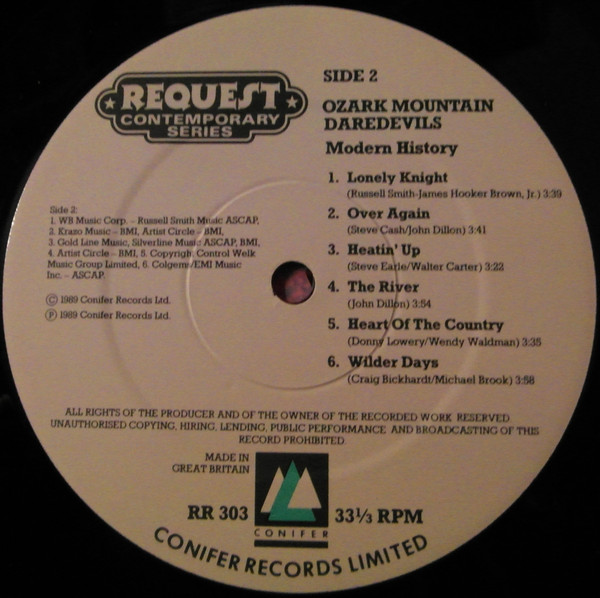 REQUEST
CONTEMPORARY
SERIES
SIDE 2
OZARK MOUNTAIN
DAREDEVILS
Modern History
1. Lonely Knight
(Russell Smith-James Hooker Brown, Jr.) 3:39
2. Over Again
(Steve Cash/John Dillon) 3:41
3. Heatin' Up
(Steve Earle/Walter Carter) 3:22
4. The River
(John Dillon) 3:54
5. Heart Of The Country
(Donny Lowery/Wendy Waldman) 3:35
6. Wilder Days
(Craig Bickhardt/Michael Brook) 3:58
Side 2:
1. WB Music Corp. – Russell Smith Music ASCAP,
2. Kraso Music – BMI, Artist Circle – BMI,
3. Gold Line Music, Silverline Music ASCAP, BMI,
4. Artist Circle – BMI, 5. Copyright Control Welk
Music Group Limited, 6. Colgems/EMI Music
Inc. – ASCAP.
© 1989 Conifer Records Ltd.
℗ 1989 Conifer Records Ltd.
ALL RIGHTS OF THE PRODUCER AND OF THE OWNER OF THE RECORDED WORK RESERVED
UNAUTHORISED COPYING, HIRING, LENDING, PUBLIC PERFORMANCE AND BROADCASTING OF THIS
RECORD PROHIBITED
MADE IN
GREAT BRITAIN
RR 303
CONIFER
33⅓ RPM
CONIFER RECORDS LIMITED